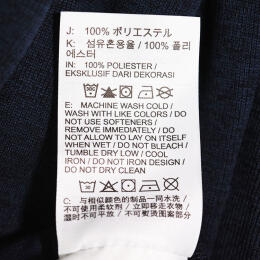 J: 100% ポリエステル
K: 섬유혼용율 / 100% 폴리
에스터
IN: 100% POLIESTER /
EKSKLUSIF DARI DEKORASI
E: MACHINE WASH COLD /
WASH WITH LIKE COLORS / DO NOT
USE SOFTENERS /
REMOVE IMMEDIATELY / DO
NOT ALLOW TO LAY ON ITSELF
WHEN WET / DO NOT BLEACH /
TUMBLE DRY LOW / COOL
IRON / DO NOT IRON DESIGN /
DO NOT DRY CLEAN
C: 与相似颜色的制品一同水洗 /
不可使用柔软剂 / 立即移走衣物 /
湿时不可平放 / 不可熨烫图案部分